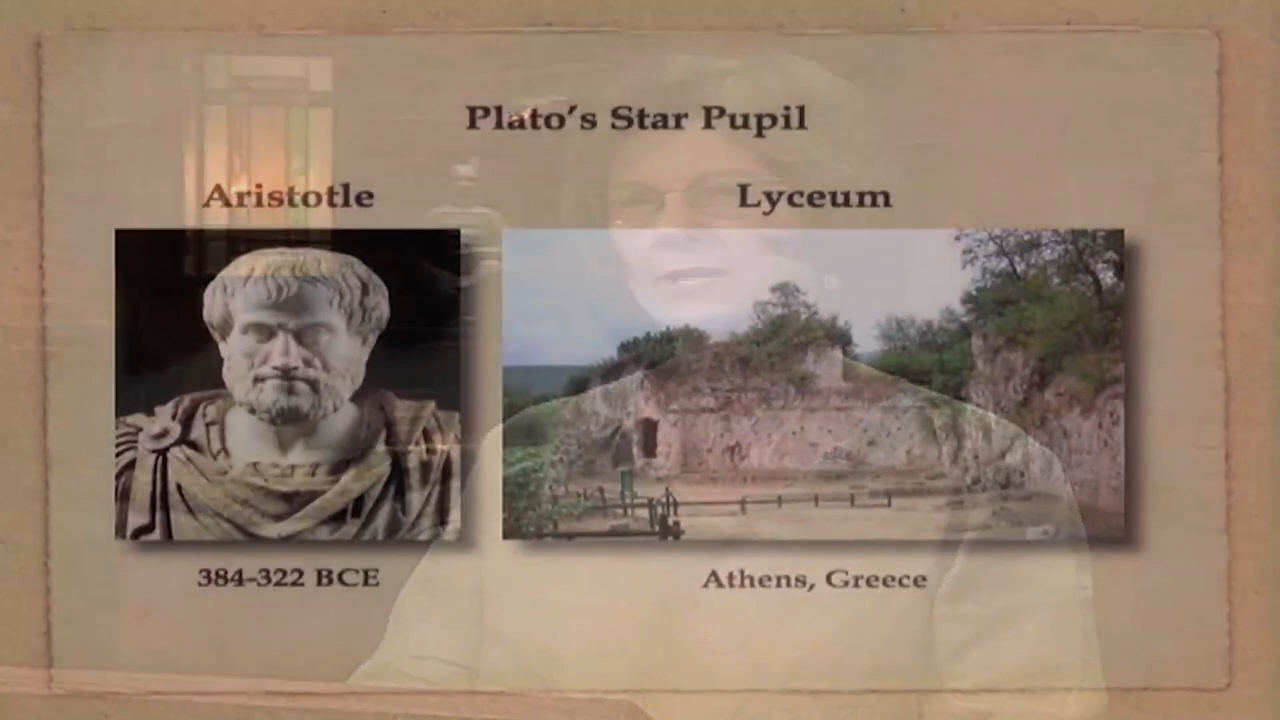 Plato's Star Pupil
Aristotle
Lyceum
384-322 BCE
Athens, Greece